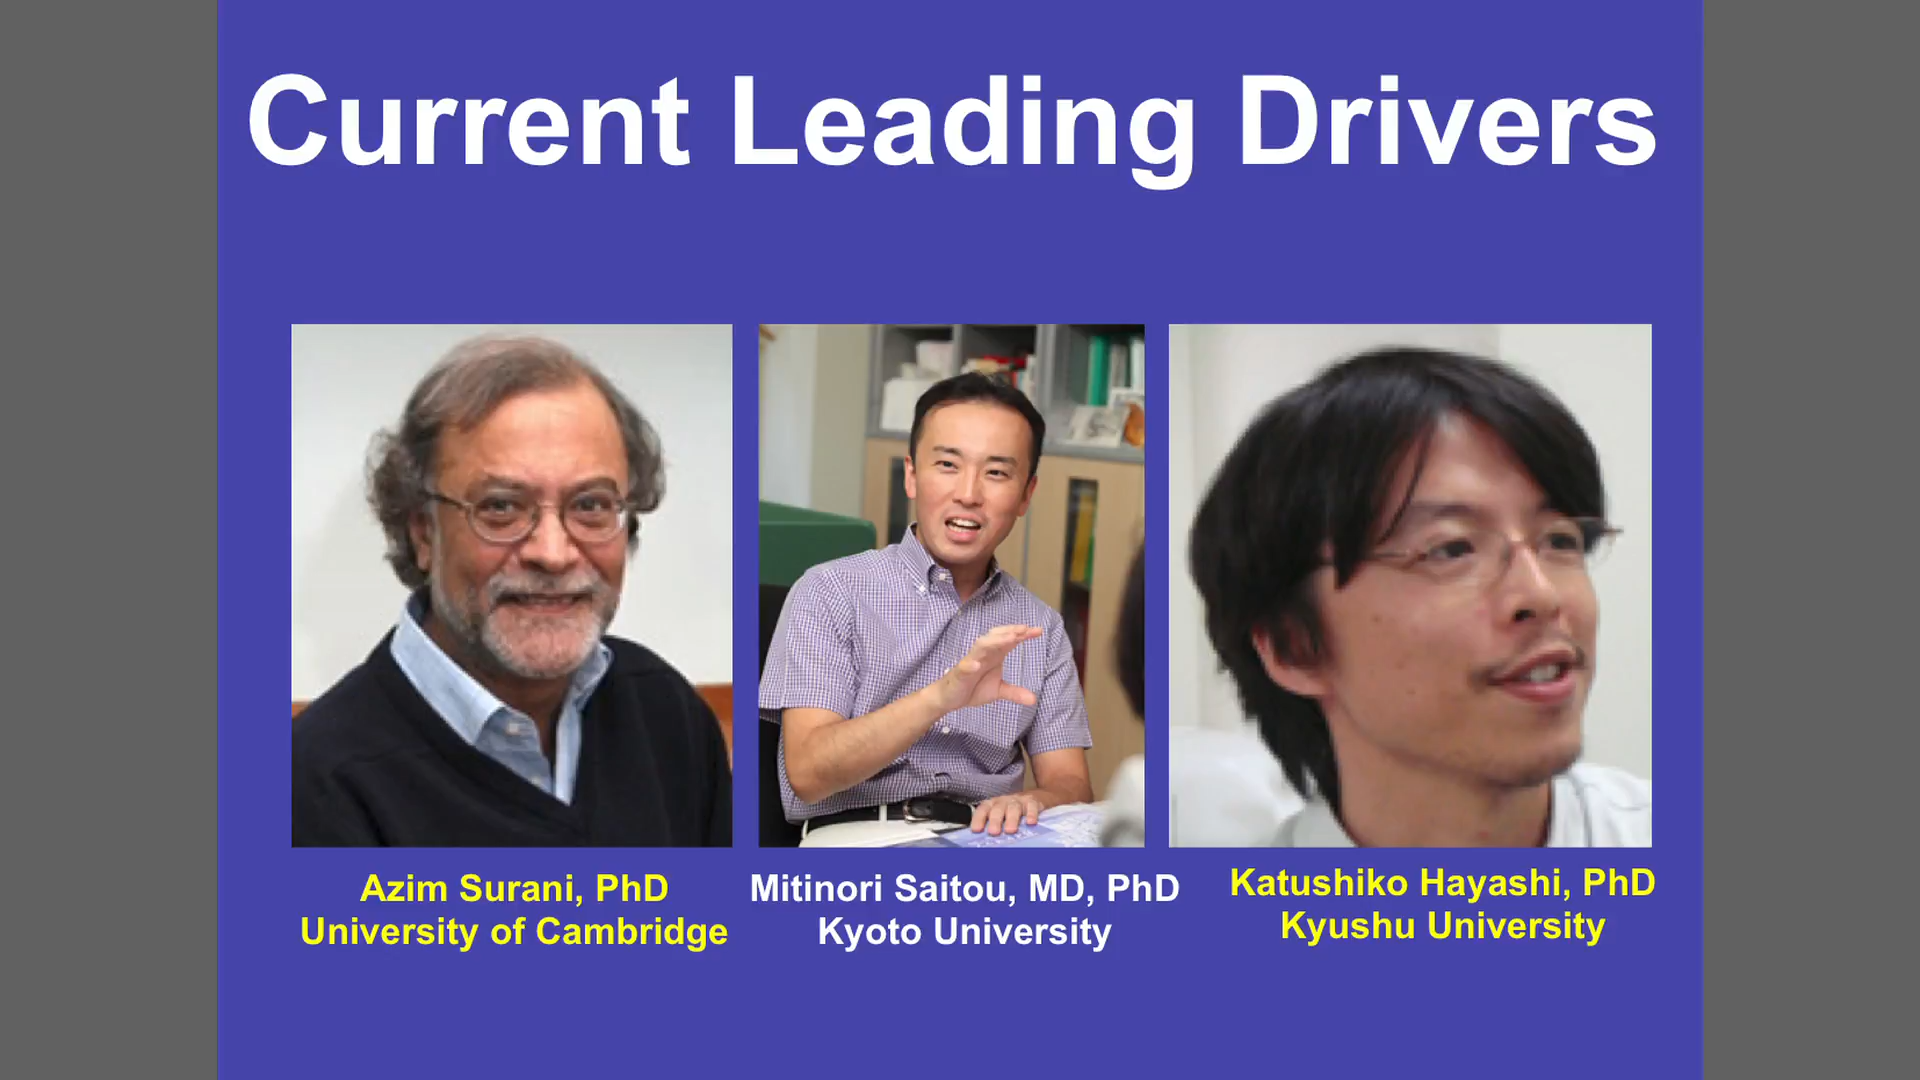 Current Leading Drivers
Azim Surani, PhD
University of Cambridge
Mitinori Saitou, MD, PhD
Kyoto University
Katushiko Hayashi, PhD
Kyushu University